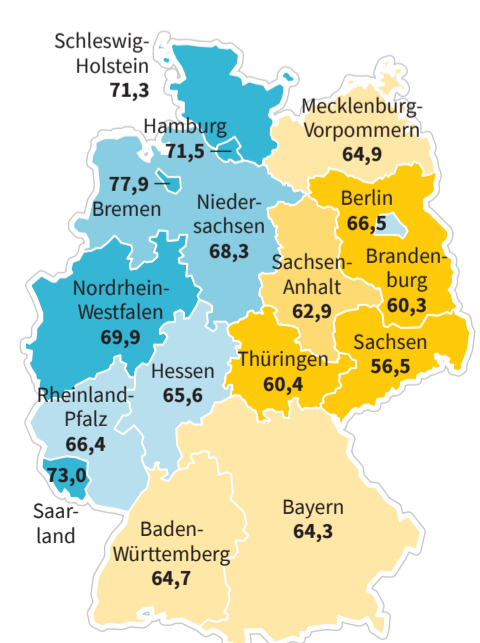 Schleswig-
Holstein
71,3
Mecklenburg-
Vorpommern
64,9
Hamburg
71,5
77,9
Bremen
Nieder-
sachsen
68,3
Berlin
66,5
Branden-
burg
60,3
Sachsen-
Anhalt
62,9
Nordrhein-
Westfalen
69,9
Sachsen
56,5
Thüringen
60,4
Hessen
65,6
Rheinland-
Pfalz
66,4
73,0
Saar-
land
Bayern
64,3
Baden-
Württemberg
64,7